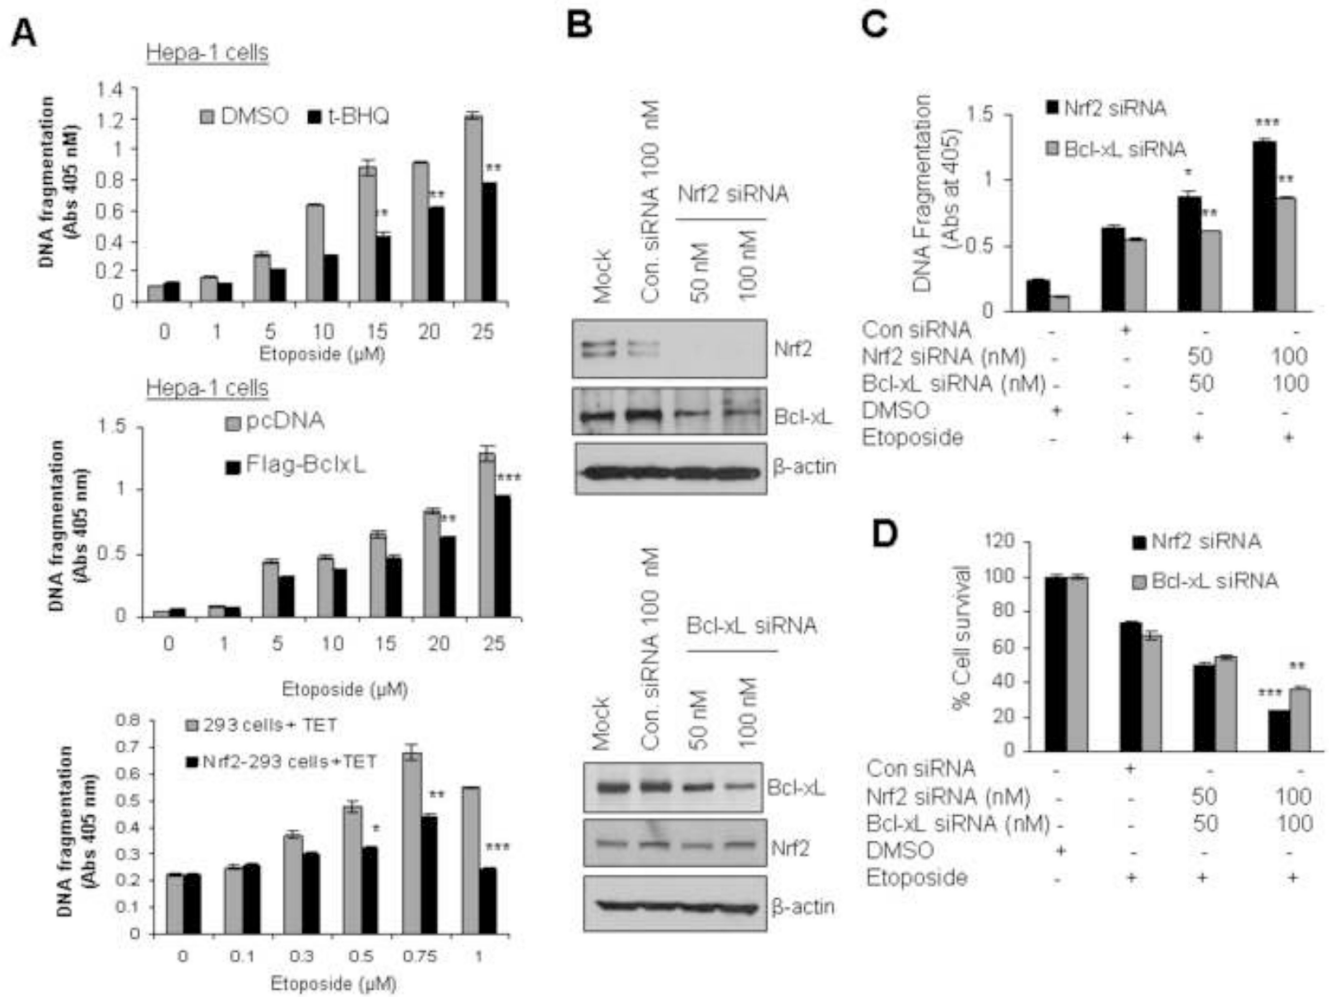 A
Hepa-1 cells
DNA fragmentation
(Abs 405 nM)
DMSO t-BHQ
1.4
1.2
1
0.8
0.6
0.4
0.2
0
**
**
**
0 1 5 10 15 20 25
Etoposide (µM)
Hepa-1 cells
DNA fragmentation
(Abs 405 nm)
pcDNA
Flag-BclxL
1.5
1
0.5
0
**
***
0 1 5 10 15 20 25
Etoposide (µM)
DNA fragmentation
(Abs 405 nm)
293 cells+ TET
Nrf2-293 cells+TET
0.8
0.7
0.6
0.5
0.4
0.3
0.2
0.1
0
*
**
***
0 0.1 0.3 0.5 0.75 1
Etoposide (µM)
B
Mock
Con. siRNA 100 nM
Nrf2 siRNA
50 nM
100 nM
Nrf2
Bcl-xL
β-actin
Mock
Con. siRNA 100 nM
Bcl-xL siRNA
50 nM
100 nM
Bcl-xL
Nrf2
β-actin
C
DNA Fragmentation
(Abs at 405)
Nrf2 siRNA
Bcl-xL siRNA
1.5
1
0.5
0
*
**
***
**
Con siRNA - + - -
Nrf2 siRNA (nM) - - 50 100
Bcl-xL siRNA (nM) - - 50 100
DMSO + - - -
Etoposide - + + +
D
% Cell survival
Nrf2 siRNA
Bcl-xL siRNA
120
100
80
60
40
20
0
***
**
Con siRNA - + - -
Nrf2 siRNA (nM) - - 50 100
Bcl-xL siRNA (nM) - - 50 100
DMSO + - - -
Etoposide - + + +